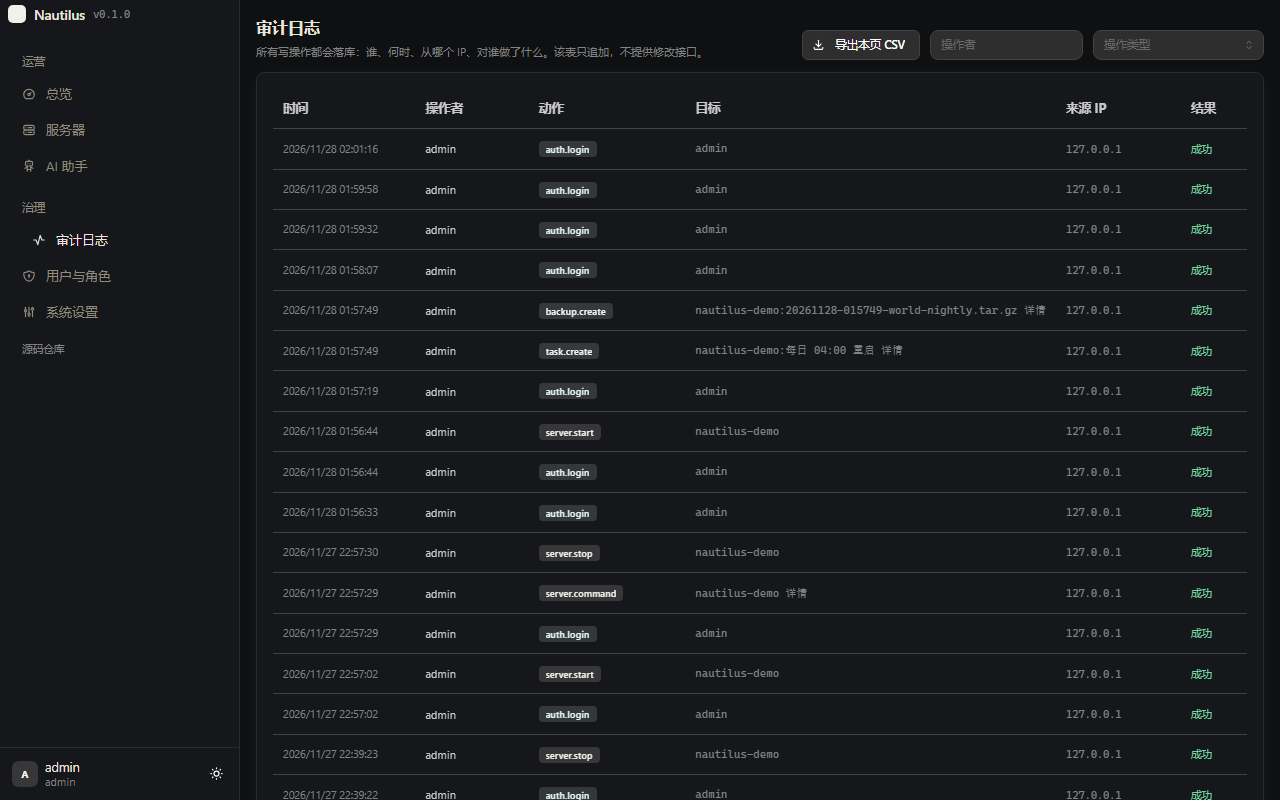 Nautilus v0.1.0
运营
总览
服务器
AI 助手
治理
审计日志
用户与角色
系统设置
源码仓库
A admin
admin
审计日志
所有写操作都会落库：谁、何时、从哪个 IP、对谁做了什么。该表只追加，不提供修改接口。
导出本页 CSV 操作者 操作类型
时间 操作者 动作 目标 来源 IP 结果
2026/11/28 02:01:16 admin auth.login admin 127.0.0.1 成功
2026/11/28 01:59:58 admin auth.login admin 127.0.0.1 成功
2026/11/28 01:59:32 admin auth.login admin 127.0.0.1 成功
2026/11/28 01:58:07 admin auth.login admin 127.0.0.1 成功
2026/11/28 01:57:49 admin backup.create nautilus-demo:20261128-015749-world-nightly.tar.gz 详情 127.0.0.1 成功
2026/11/28 01:57:49 admin task.create nautilus-demo:每日 04:00 重启 详情 127.0.0.1 成功
2026/11/28 01:57:19 admin auth.login admin 127.0.0.1 成功
2026/11/28 01:56:44 admin server.start nautilus-demo 127.0.0.1 成功
2026/11/28 01:56:44 admin auth.login admin 127.0.0.1 成功
2026/11/28 01:56:33 admin auth.login admin 127.0.0.1 成功
2026/11/27 22:57:30 admin server.stop nautilus-demo 127.0.0.1 成功
2026/11/27 22:57:29 admin server.command nautilus-demo 详情 127.0.0.1 成功
2026/11/27 22:57:29 admin auth.login admin 127.0.0.1 成功
2026/11/27 22:57:02 admin server.start nautilus-demo 127.0.0.1 成功
2026/11/27 22:57:02 admin auth.login admin 127.0.0.1 成功
2026/11/27 22:39:23 admin server.stop nautilus-demo 127.0.0.1 成功
2026/11/27 22:39:22 admin auth.login admin 127.0.0.1 成功